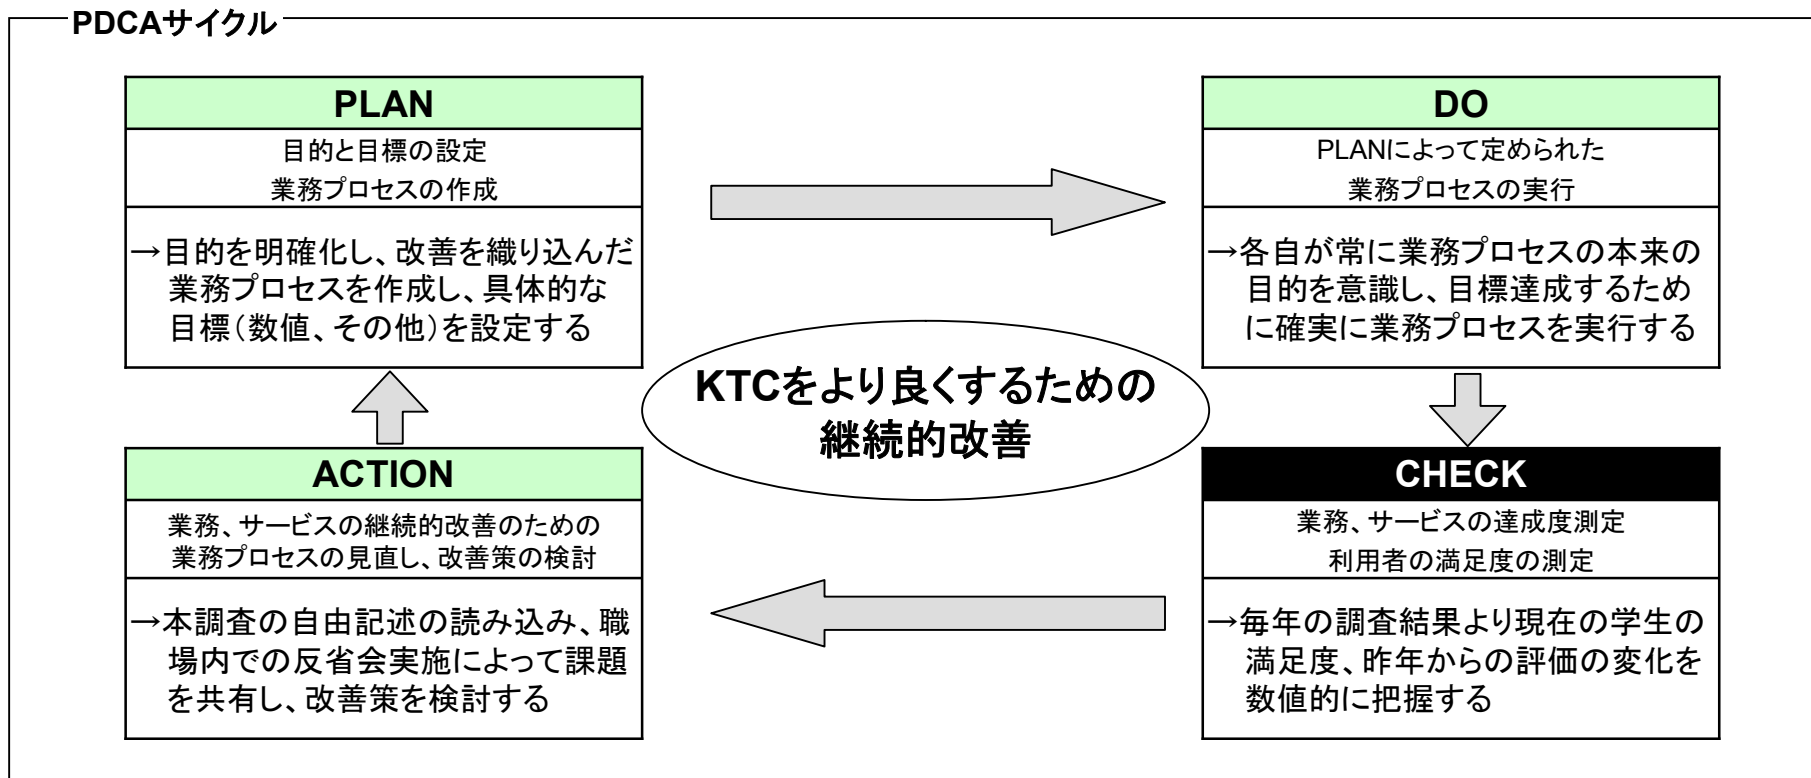 PDCAサイクル
PLAN
目的と目標の設定
業務プロセスの作成
→目的を明確化し、改善を織り込んだ
業務プロセスを作成し、具体的な
目標（数値、その他）を設定する
DO
PLANによって定められた
業務プロセスの実行
→各自が常に業務プロセスの本来の
目的を意識し、目標達成するため
に確実に業務プロセスを実行する
KTCをより良くするための
継続的改善
ACTION
業務、サービスの継続的改善のための
業務プロセスの見直し、改善策の検討
→本調査の自由記述の読み込み、職
場内での反省会実施によって課題
を共有し、改善策を検討する
CHECK
業務、サービスの達成度測定
利用者の満足度の測定
→毎年の調査結果より現在の学生の
満足度、昨年からの評価の変化を
数値的に把握する